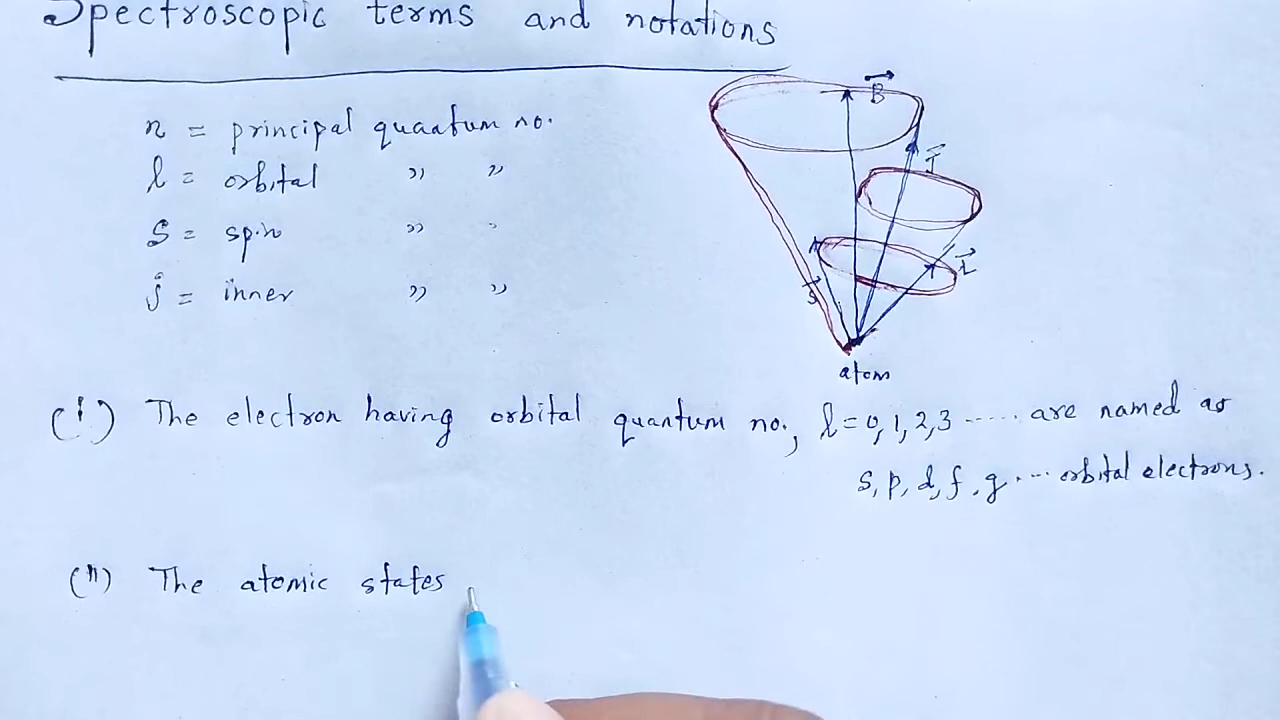 Spectroscopic terms and notations
n = principal quantum no.
l = orbital " "
S = spin " "
j = inner " "
B
J
L
S
atom
(i) The electron having orbital quantum no., l=0,1,2,3 ...... are named as
s, p, d, f, g .... orbital electrons.
(ii) The atomic states